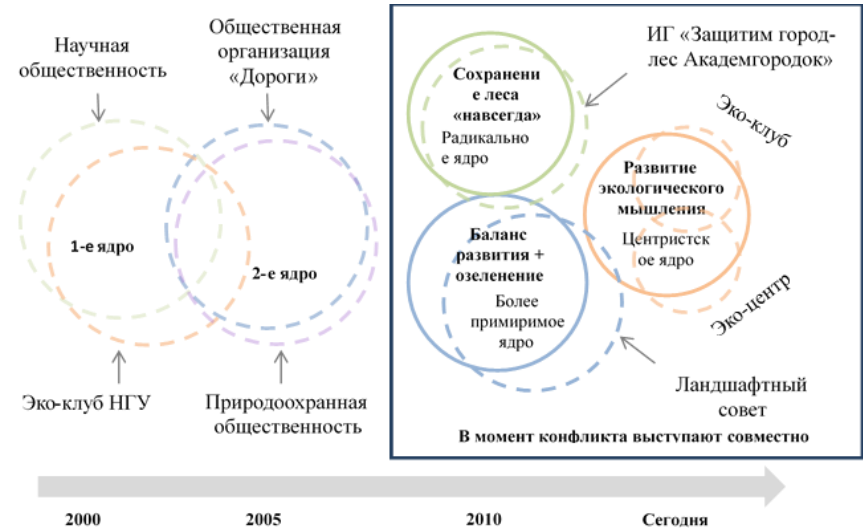 Научная
общественность
Общественная
организация
«Дороги»
1-е ядро
2-е ядро
Эко-клуб НГУ
Природоохранная
общественность
ИГ «Защитим город-
лес Академгородок»
Сохранени
е леса
«навсегда»
Радикально
е ядро
Эко-клуб
Развитие
экологического
мышления
Центристск
ое ядро
Эко-центр
Баланс
развития +
озеленение
Более
примиримое
ядро
Ландшафтный
совет
В момент конфликта выступают совместно
2000
2005
2010
Сегодня